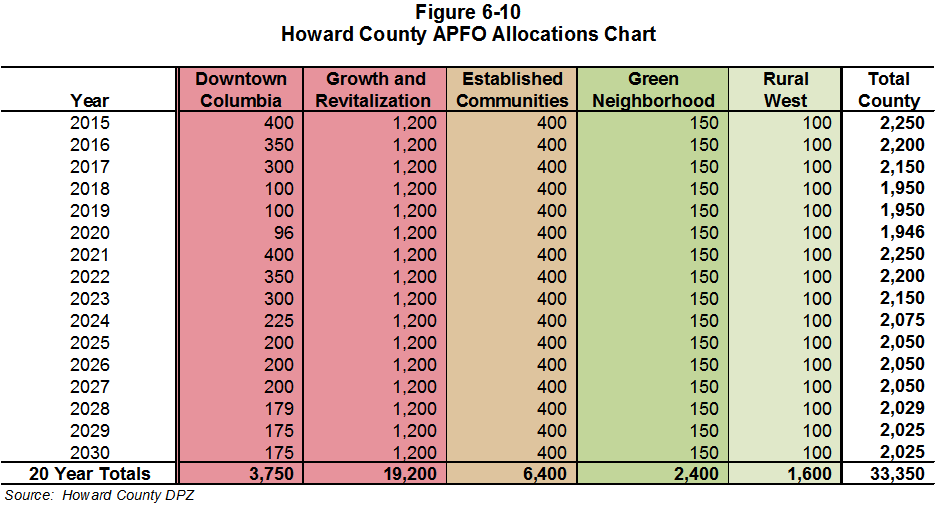 Figure 6-10
Howard County APFO Allocations Chart
Downtown Growth and Established Green Rural Total
Year Columbia Revitalization Communities Neighborhood West County
2015 400 1,200 400 150 100 2,250
2016 350 1,200 400 150 100 2,200
2017 300 1,200 400 150 100 2,150
2018 100 1,200 400 150 100 1,950
2019 100 1,200 400 150 100 1,950
2020 96 1,200 400 150 100 1,946
2021 400 1,200 400 150 100 2,250
2022 350 1,200 400 150 100 2,200
2023 300 1,200 400 150 100 2,150
2024 225 1,200 400 150 100 2,075
2025 200 1,200 400 150 100 2,050
2026 200 1,200 400 150 100 2,050
2027 200 1,200 400 150 100 2,050
2028 179 1,200 400 150 100 2,029
2029 175 1,200 400 150 100 2,025
2030 175 1,200 400 150 100 2,025
20 Year Totals 3,750 19,200 6,400 2,400 1,600 33,350
Source: Howard County DPZ